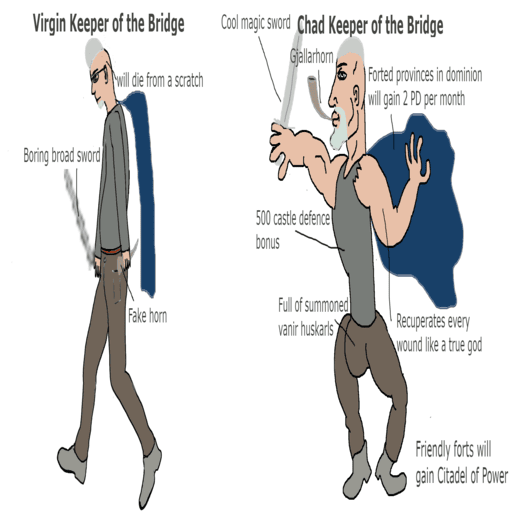 Virgin Keeper of the Bridge
will die from a scratch
Boring broad sword
Fake horn
Cool magic sword
Chad Keeper of the Bridge
Gjallarhorn
Forted provinces in dominion
will gain 2 PD per month
500 castle defence
bonus
Full of summoned
vanir huskarls
Recuperates every
wound like a true god
Friendly forts will
gain Citadel of Power